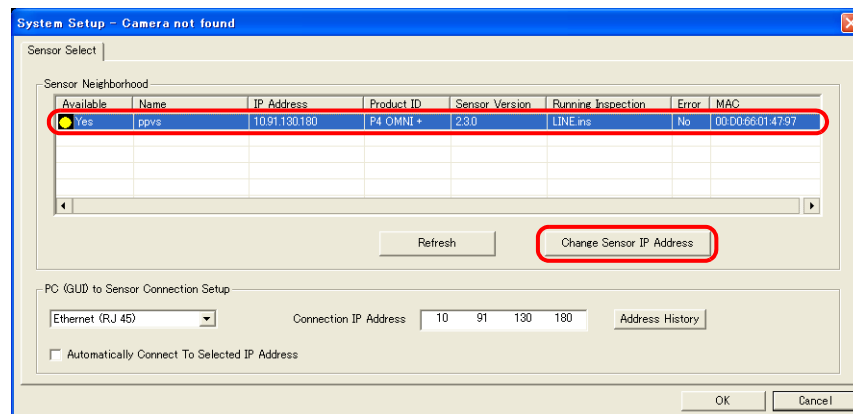 System Setup - Camera not found
Sensor Select
Sensor Neighborhood
Available Name IP Address Product ID Sensor Version Running Inspection Error MAC
Yes ppvs 10.91.130.180 P4 OMNI + 2.3.0 LINE.ins No 00:D0:66:01:47:97
Refresh Change Sensor IP Address
PC (GUI) to Sensor Connection Setup
Ethernet (RJ 45) Connection IP Address 10 91 130 180 Address History
Automatically Connect To Selected IP Address
OK Cancel